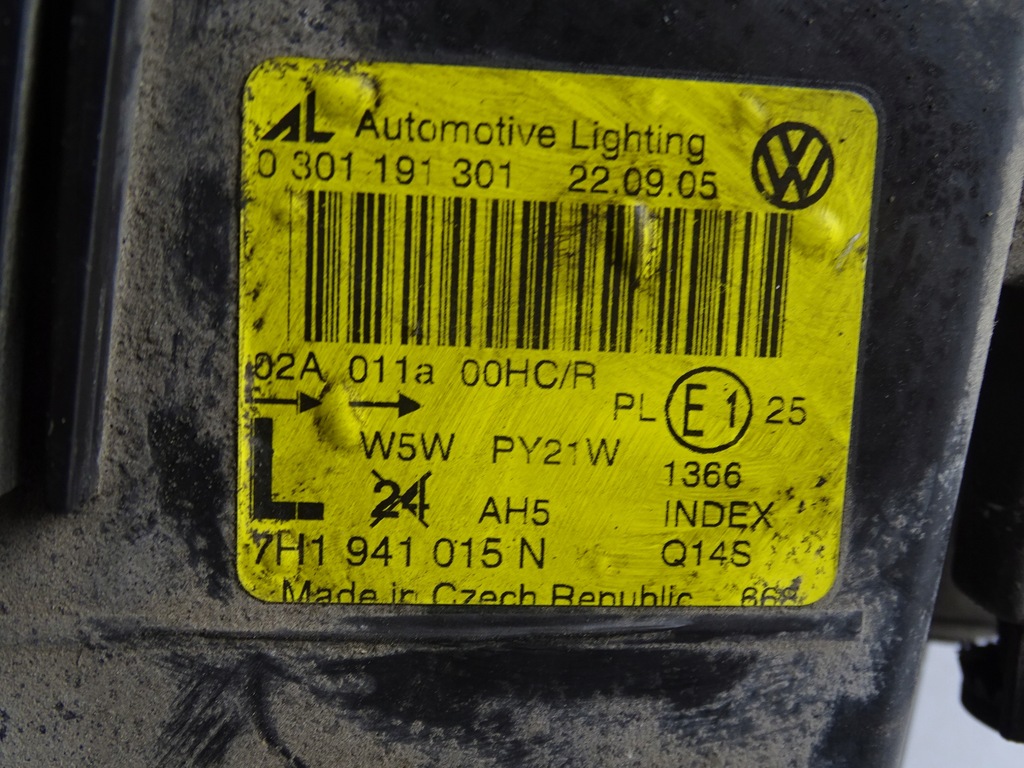 AL Automotive Lighting
0 301 191 301 22.09.05
02A 011a 00HC/R
PL E1 25
W5W PY21W
1366
L 24 AH5 INDEX
7H1 941 015 N Q14S
Made in Czech Republic